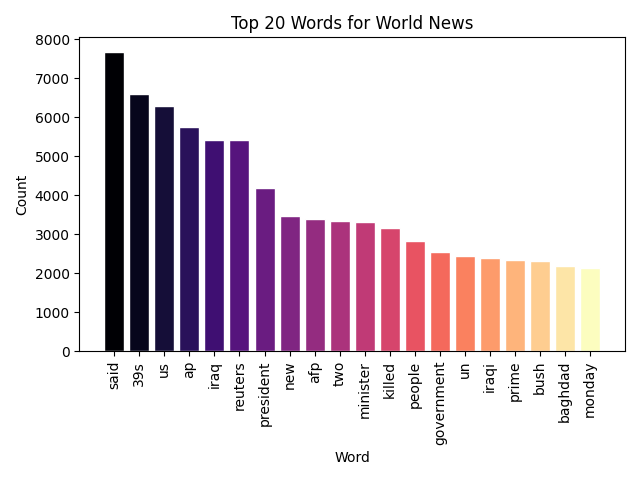 Top 20 Words for World News
Count
8000
7000
6000
5000
4000
3000
2000
1000
0
said
39s
us
ap
iraq
reuters
president
new
afp
two
minister
killed
people
government
un
iraqi
prime
bush
baghdad
monday
Word